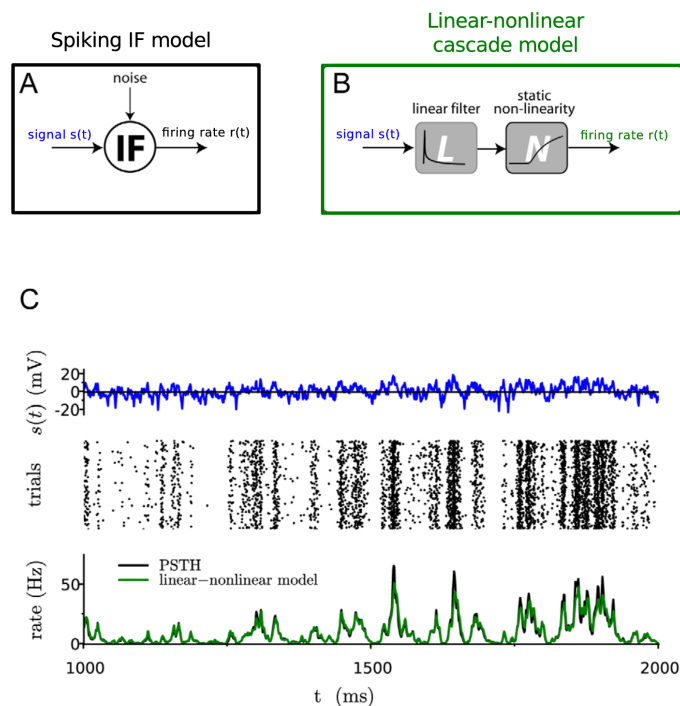 Spiking IF model
Linear-nonlinear
cascade model
A
noise
signal s(t)
IF
firing rate r(t)
B
static
linear filter
non-linearity
signal s(t)
L
N
firing rate r(t)
C
s(t) (mV)
20
0
-20
trials
rate (Hz)
50
0
PSTH
linear−nonlinear model
1000
1500
2000
t (ms)